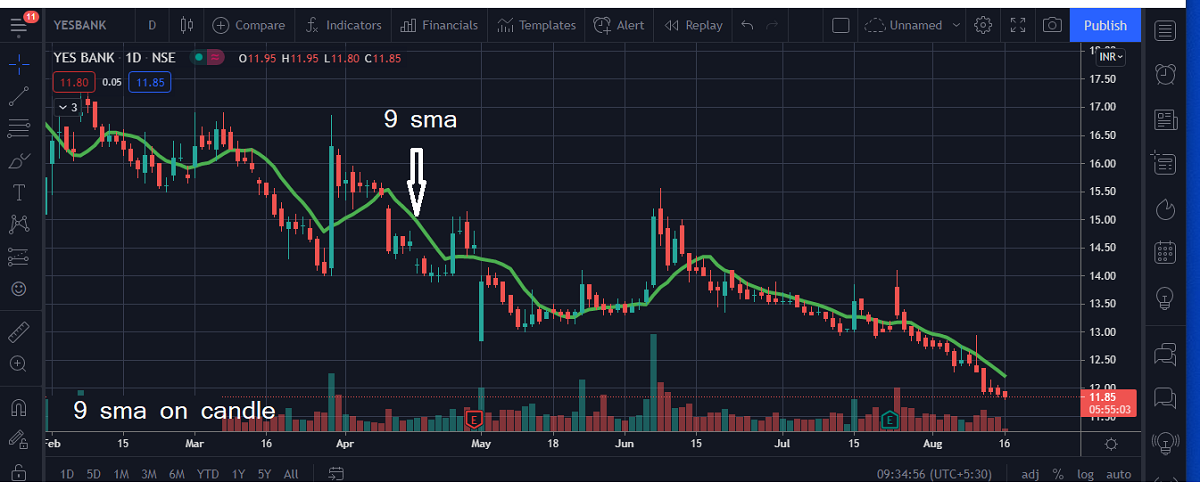 11
YESBANK D Compare Indicators Financials Templates Alert Replay Unnamed Publish
YES BANK · 1D · NSE O11.95 H11.95 L11.80 C11.85
INR
11.80 0.05 11.85
3
17.50
17.00
9 sma
16.50
16.00
15.50
15.00
14.50
14.00
13.50
13.00
12.50
12.00
11.85
05:55:03
9 sma on candle
E E
Feb 15 Mar 16 Apr May 18 Jun 15 Jul 15 Aug 16
1D 5D 1M 3M 6M YTD 1Y 5Y All 09:34:56 (UTC+5:30) adj % log auto